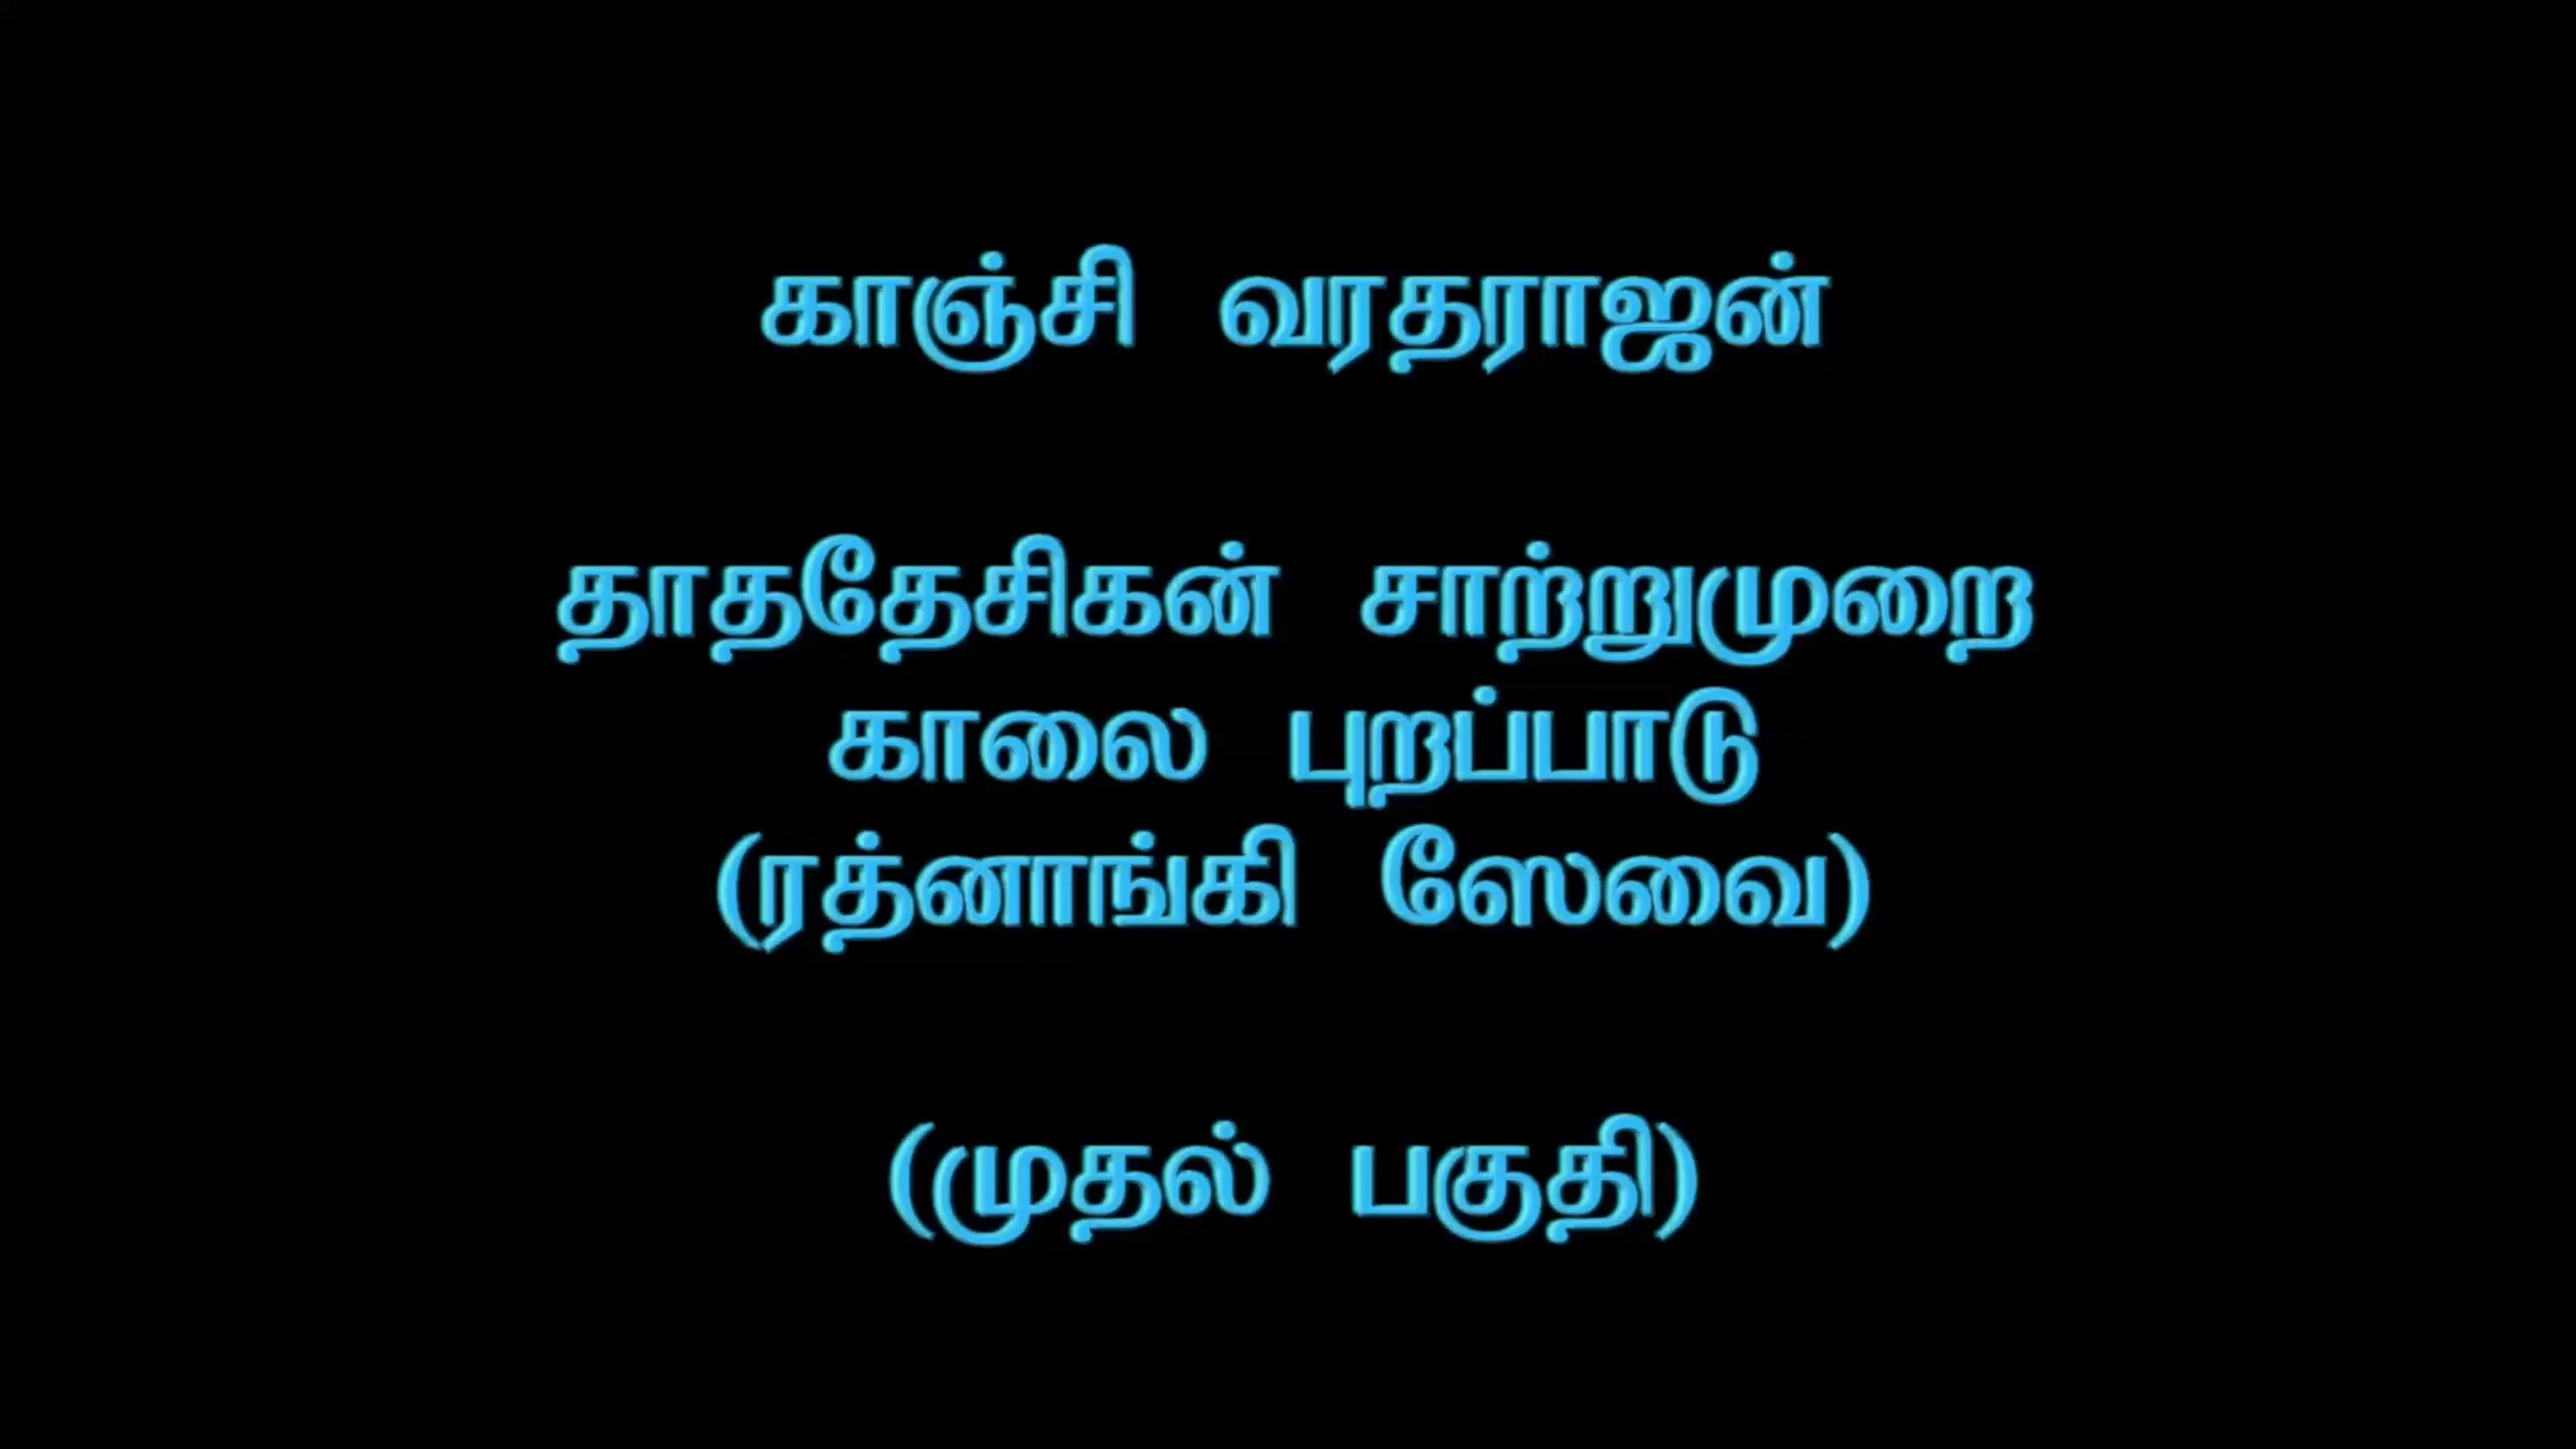 காஞ்சி வரதராஜன்
தாததேசிகன் சாற்றுமுறை
காலை புறப்பாடு
(ரத்னாங்கி ஸேவை)
(முதல் பகுதி)